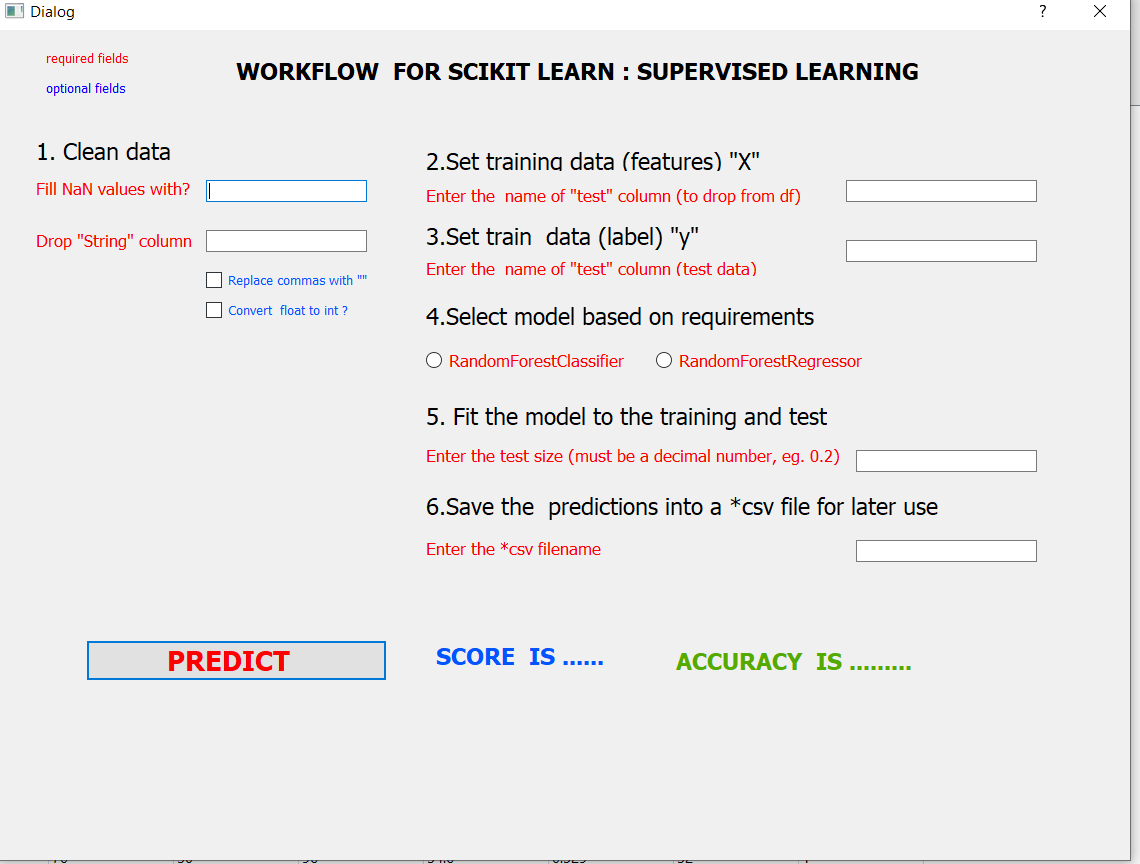 Dialog
?
required fields
optional fields
WORKFLOW  FOR SCIKIT LEARN : SUPERVISED LEARNING
1. Clean data
Fill NaN values with?
Drop "String" column
Replace commas with ""
Convert  float to int ?
2.Set training data (features) "X"
Enter the  name of "test" column (to drop from df)
3.Set train  data (label) "y"
Enter the  name of "test" column (test data)
4.Select model based on requirements
RandomForestClassifier
RandomForestRegressor
5. Fit the model to the training and test
Enter the test size (must be a decimal number, eg. 0.2)
6.Save the  predictions into a *csv file for later use
Enter the *csv filename
PREDICT
SCORE  IS ......
ACCURACY  IS .........